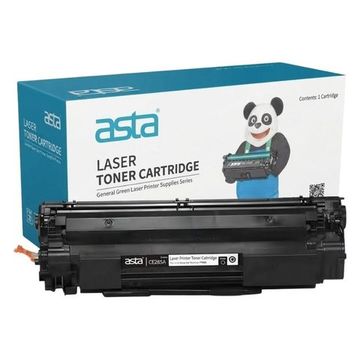 Contents: 1 Cartridge
asta
LASER
TONER CARTRIDGE
General Green Laser Printer Supplies Series
asta
CE285A
Laser Printer Toner Cartridge